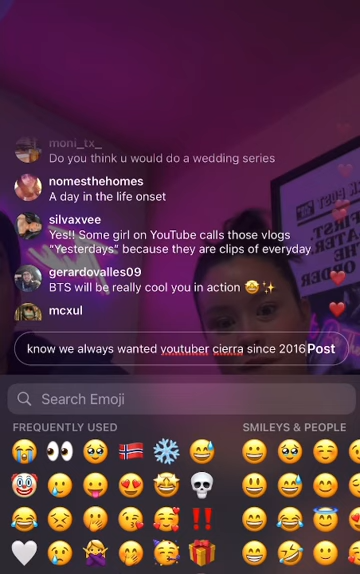 moni_tx_
Do you think u would do a wedding series
nomesthehomes
A day in the life onset
silvaxvee
Yes!! Some girl on YouTube calls those vlogs
“Yesterdays” because they are clips of everyday
gerardovalles09
BTS will be really cool you in action 🤩✨
mcxul
know we always wanted youtuber cierra since 2016
Post
Search Emoji
FREQUENTLY USED
SMILEYS & PEOPLE